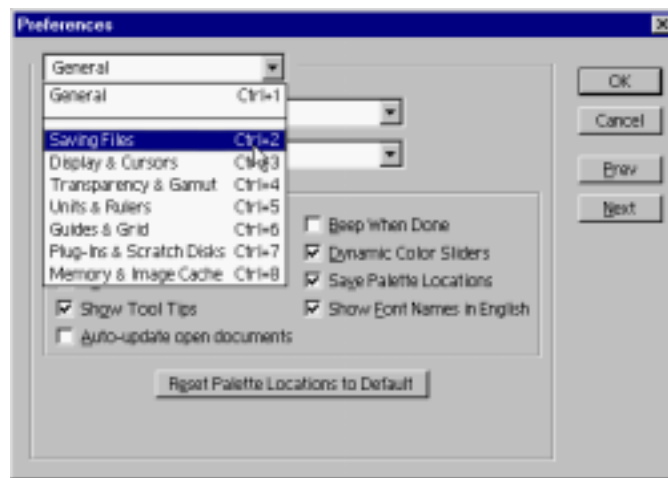 Preferences
General
OK
General Ctrl+1
Cancel
Saving Files Ctrl+2
Display & Cursors Ctrl+3
Prev
Transparency & Gamut Ctrl+4
Units & Rulers Ctrl+5
Next
Guides & Grid Ctrl+6
Beep When Done
Plug-Ins & Scratch Disks Ctrl+7
Dynamic Color Sliders
Memory & Image Cache Ctrl+8
Save Palette Locations
Show Tool Tips
Show Font Names in English
Auto-update open documents
Reset Palette Locations to Default